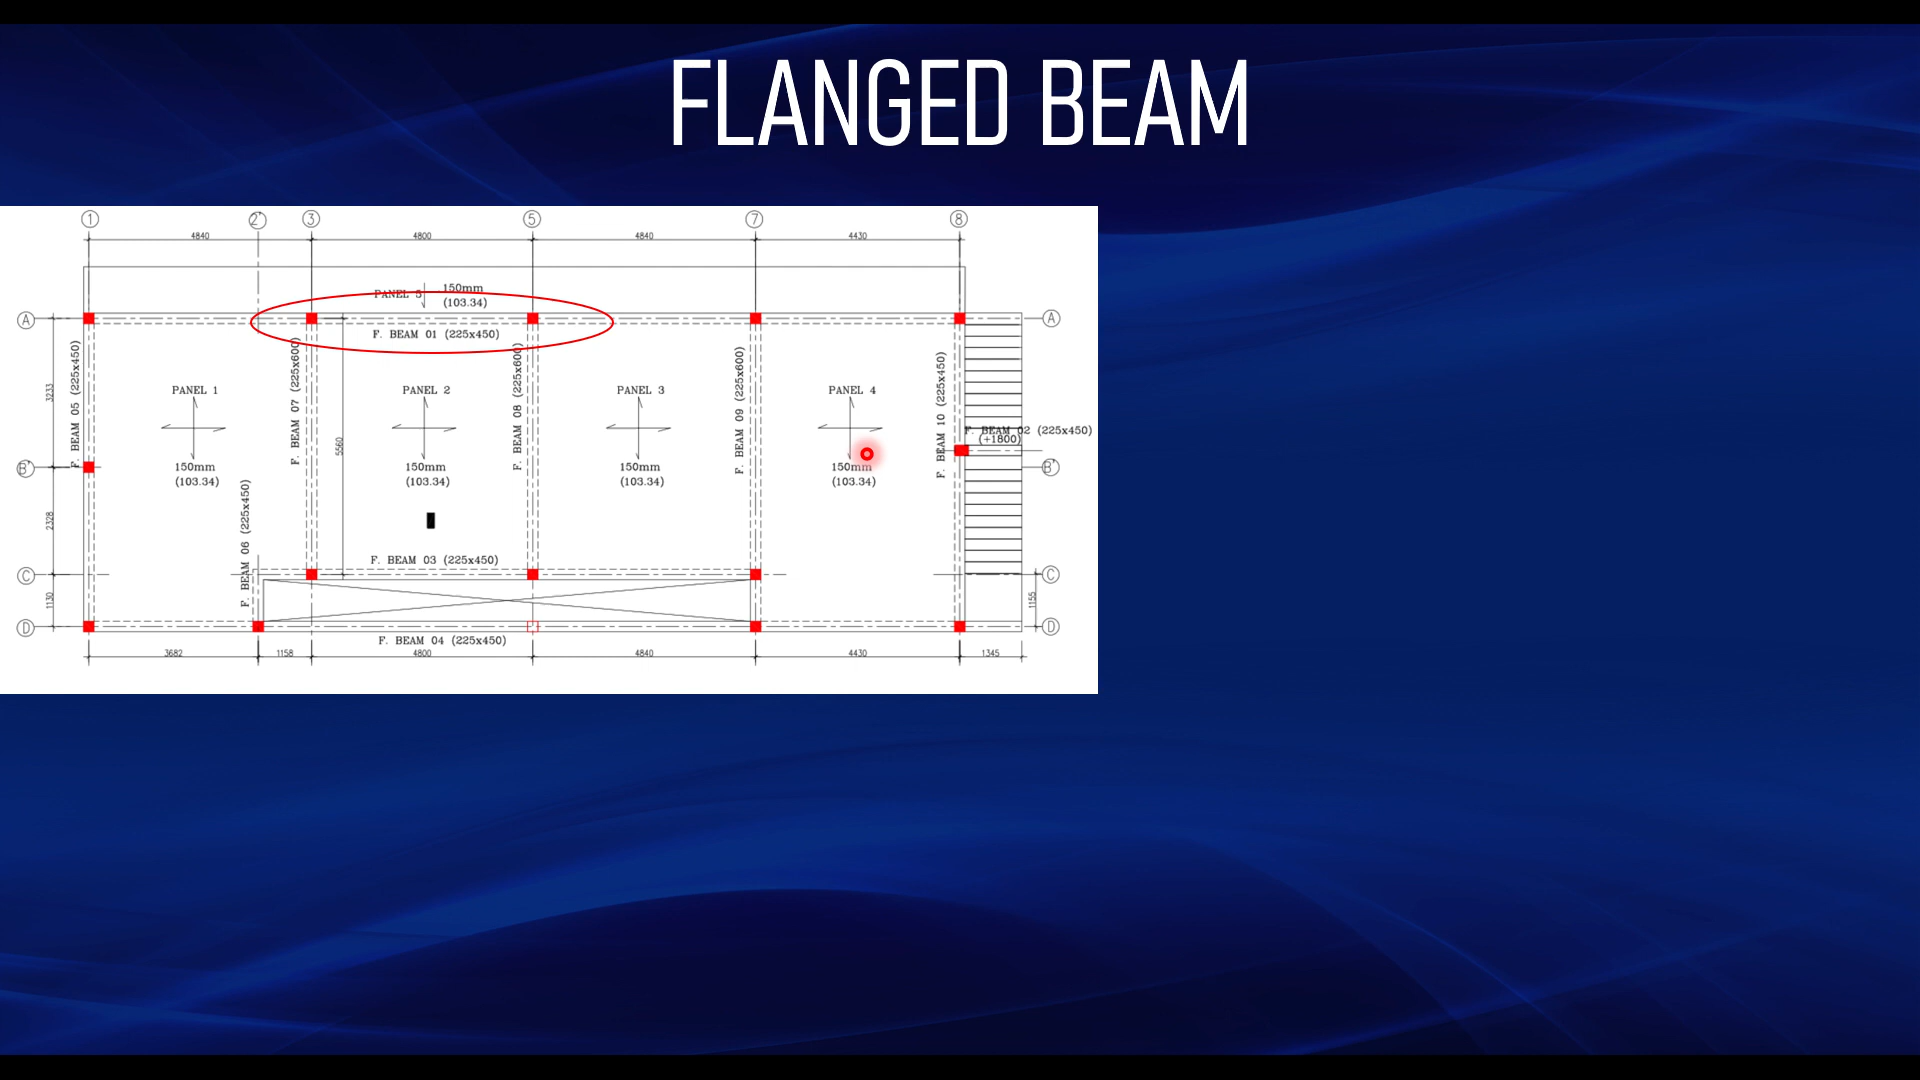 FLANGED BEAM
1 2' 3 5 7 8
4840 4800 4840 4430
PANEL 5 150mm
(103.34)
A A
F. BEAM 01 (225x450)
F. BEAM 05 (225x450)
F. BEAM 07 (225x600)
F. BEAM 08 (225x600)
F. BEAM 09 (225x600)
F. BEAM 10 (225x450)
3233
PANEL 1 PANEL 2 PANEL 3 PANEL 4
5560
F. BEAM 02 (225x450)
(+1800)
B' B'
150mm 150mm 150mm 150mm
(103.34) (103.34) (103.34) (103.34)
2328
F. BEAM 06 (225x450)
F. BEAM 03 (225x450)
C C
1130 1155
D D
F. BEAM 04 (225x450)
3682 1158 4800 4840 4430 1345